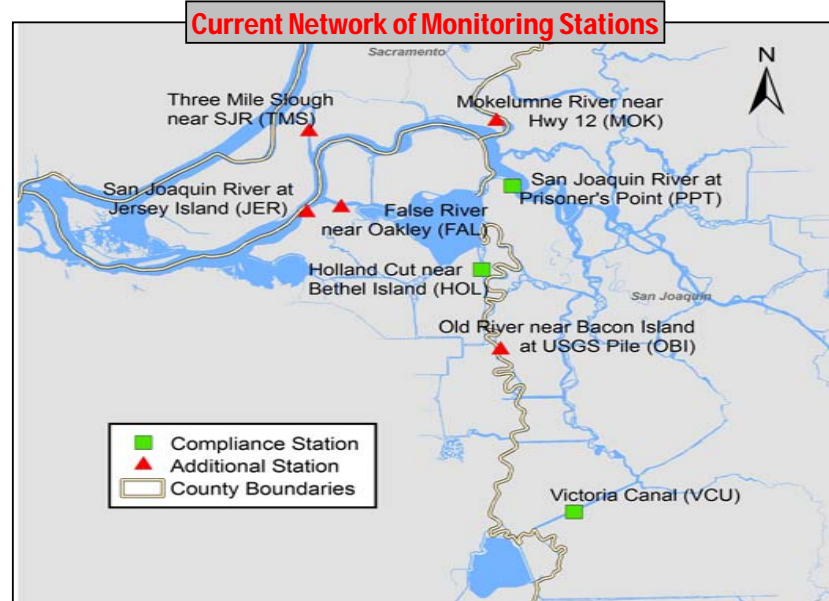 Current Network of Monitoring Stations
Sacramento
N
Three Mile Slough
near SJR (TMS)
Mokelumne River near
Hwy 12 (MOK)
San Joaquin River at
Jersey Island (JER)
San Joaquin River at
Prisoner's Point (PPT)
False River
near Oakley (FAL)
Holland Cut near
Bethel Island (HOL)
San Joaquin
Old River near Bacon Island
at USGS Pile (OBI)
Compliance Station
Additional Station
County Boundaries
Victoria Canal (VCU)